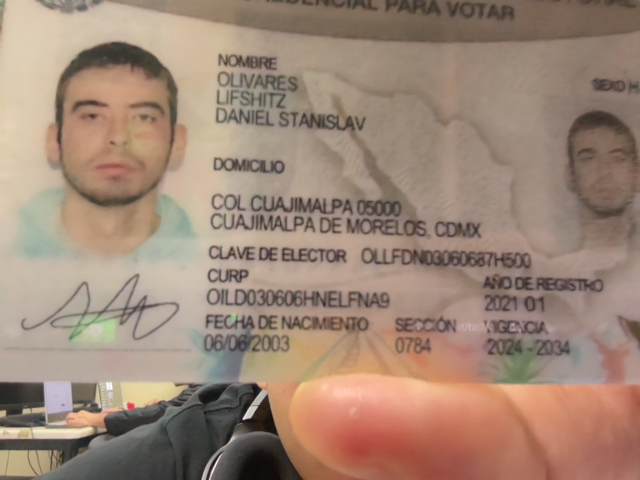 CREDENCIAL PARA VOTAR
NOMBRE
SEXO H
OLIVARES
LIFSHITZ
DANIEL STANISLAV
DOMICILIO
COL CUAJIMALPA 05000
CUAJIMALPA DE MORELOS, CDMX
CLAVE DE ELECTOR OLLFDN03060687H500
CURP
AÑO DE REGISTRO
OILD030606HNELFNA9
2021 01
FECHA DE NACIMIENTO SECCIÓN VIGENCIA
06/06/2003 0784 2024 - 2034